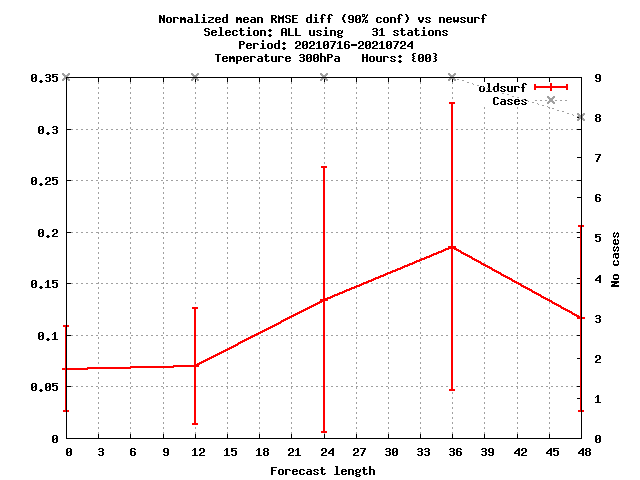 Normalized mean RMSE diff (90% conf) vs newsurf
Selection: ALL using    31 stations
Period: 20210716-20210724
Temperature 300hPa   Hours: {00}
oldsurf
Cases
0.35
0.3
0.25
0.2
0.15
0.1
0.05
0
9
8
7
6
5
4
3
2
1
0
No cases
0 3 6 9 12 15 18 21 24 27 30 33 36 39 42 45 48
Forecast length